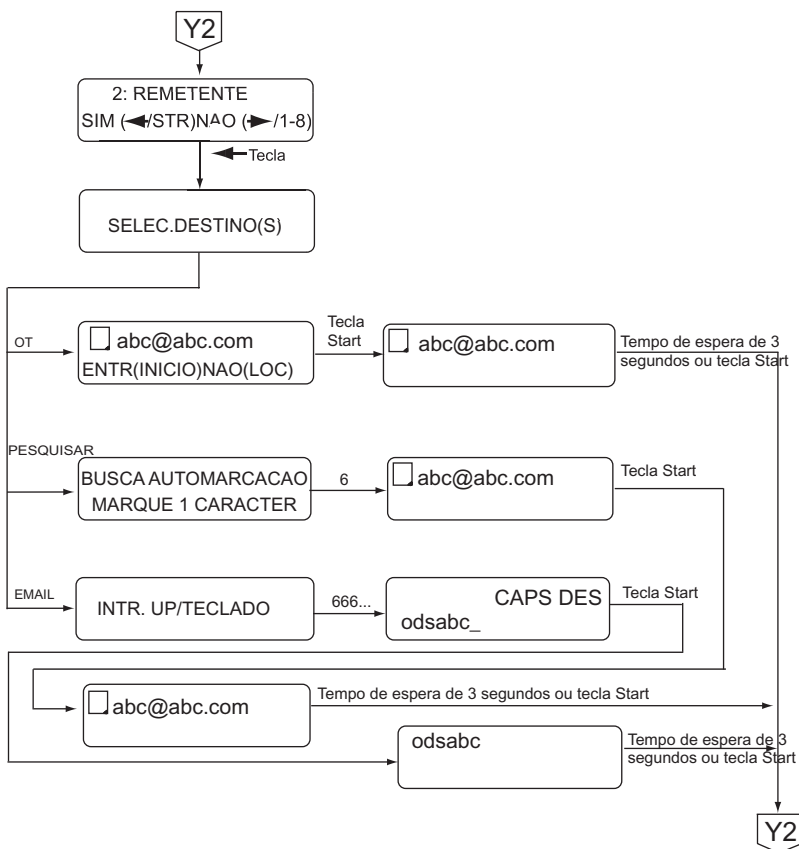 Y2
2: REMETENTE
SIM (◄/STR)NAO (►/1-8)
Tecla
SELEC.DESTINO(S)
OT
abc@abc.com
ENTR(INICIO)NAO(LOC)
Tecla
Start
abc@abc.com
Tempo de espera de 3
segundos ou tecla Start
PESQUISAR
BUSCA AUTOMARCACAO
MARQUE 1 CARACTER
6
abc@abc.com
Tecla Start
EMAIL
INTR. UP/TECLADO
666...
CAPS DES
odsabc_
Tecla Start
abc@abc.com
Tempo de espera de 3 segundos ou tecla Start
odsabc
Tempo de espera de 3
segundos ou tecla Start
Y2